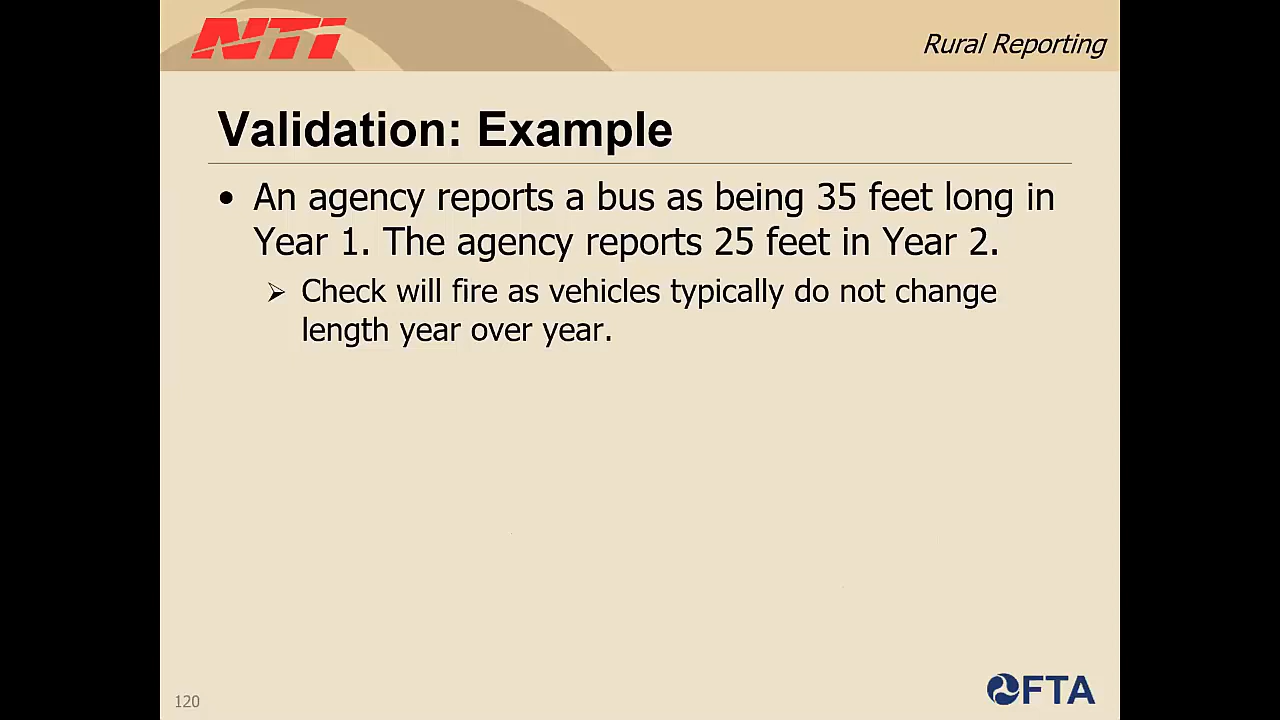 NTI
Rural Reporting
Validation: Example
• An agency reports a bus as being 35 feet long in
Year 1. The agency reports 25 feet in Year 2.
➢ Check will fire as vehicles typically do not change
length year over year.
120
FTA